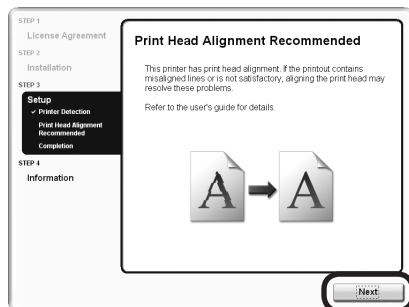 STEP 1
License Agreement
STEP 2
Installation
STEP 3
Setup
✓ Printer Detection
Print Head Alignment
Recommended
Completion
STEP 4
Information
Print Head Alignment Recommended
This printer has print head alignment. If the printout contains
misaligned lines or is not satisfactory, aligning the print head may
resolve these problems.
Refer to the user's guide for details.
A A
Next